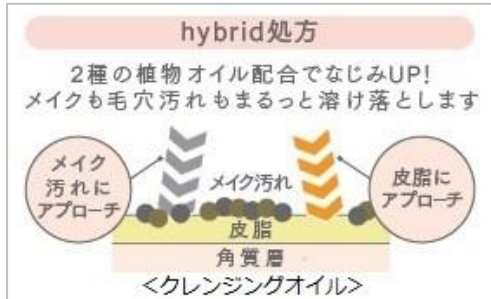 hybrid処方
2種の植物オイル配合でなじみUP!
メイクも毛穴汚れもまるっと溶け落とします
メイク
汚れに
アプローチ
メイク汚れ
皮脂に
アプローチ
皮脂
角質層
<クレンジングオイル>